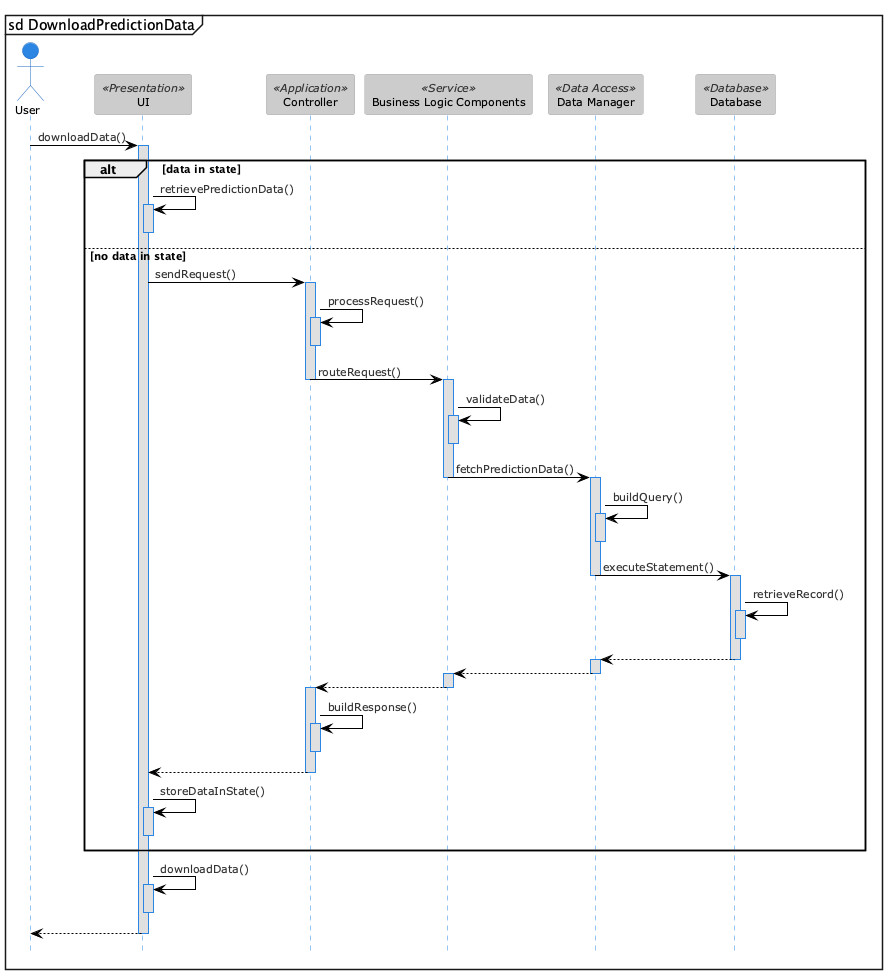 sd DownloadPredictionData
User
«Presentation»
UI
«Application»
Controller
«Service»
Business Logic Components
«Data Access»
Data Manager
«Database»
Database
downloadData()
alt [data in state]
retrievePredictionData()
[no data in state]
sendRequest()
processRequest()
routeRequest()
validateData()
fetchPredictionData()
buildQuery()
executeStatement()
retrieveRecord()
buildResponse()
storeDataInState()
downloadData()